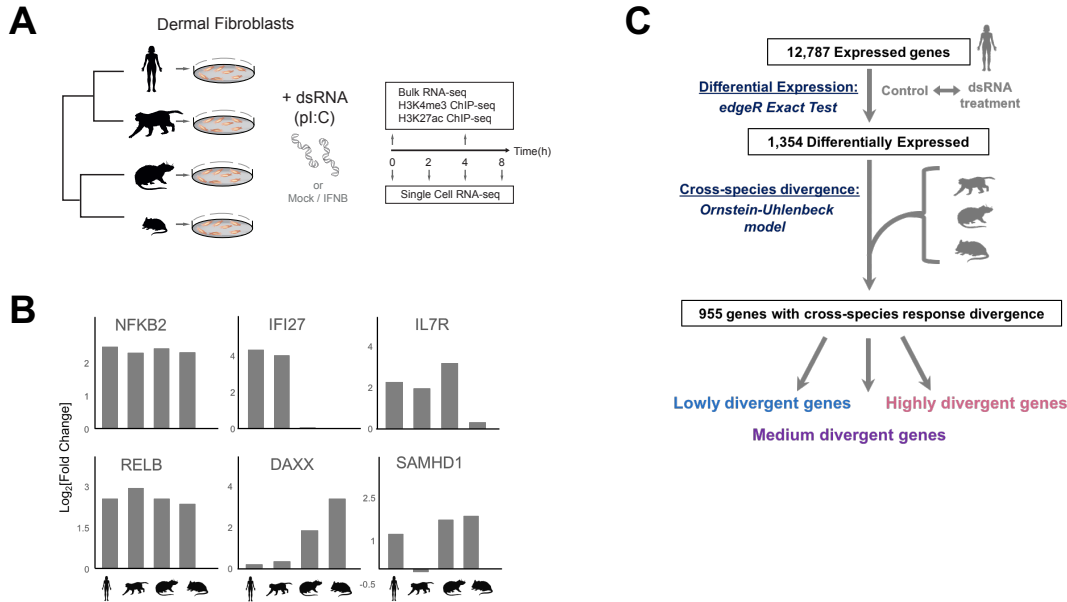 A
Dermal Fibroblasts
+ dsRNA
(pI:C)
or
Mock / IFNB
Bulk RNA-seq
H3K4me3 ChIP-seq
H3K27ac ChIP-seq
Time(h)
0 2 4 8
Single Cell RNA-seq
B
Log2[Fold Change]
NFKB2
2
1
0
IFI27
4
2
0
IL7R
4
2
0
RELB
3
1.5
0
DAXX
4
2
0
SAMHD1
2.5
1
-0.5
C
12,787 Expressed genes
Differential Expression:
edgeR Exact Test
Control
dsRNA
treatment
1,354 Differentially Expressed
Cross-species divergence:
Ornstein-Uhlenbeck
model
955 genes with cross-species response divergence
Lowly divergent genes
Highly divergent genes
Medium divergent genes